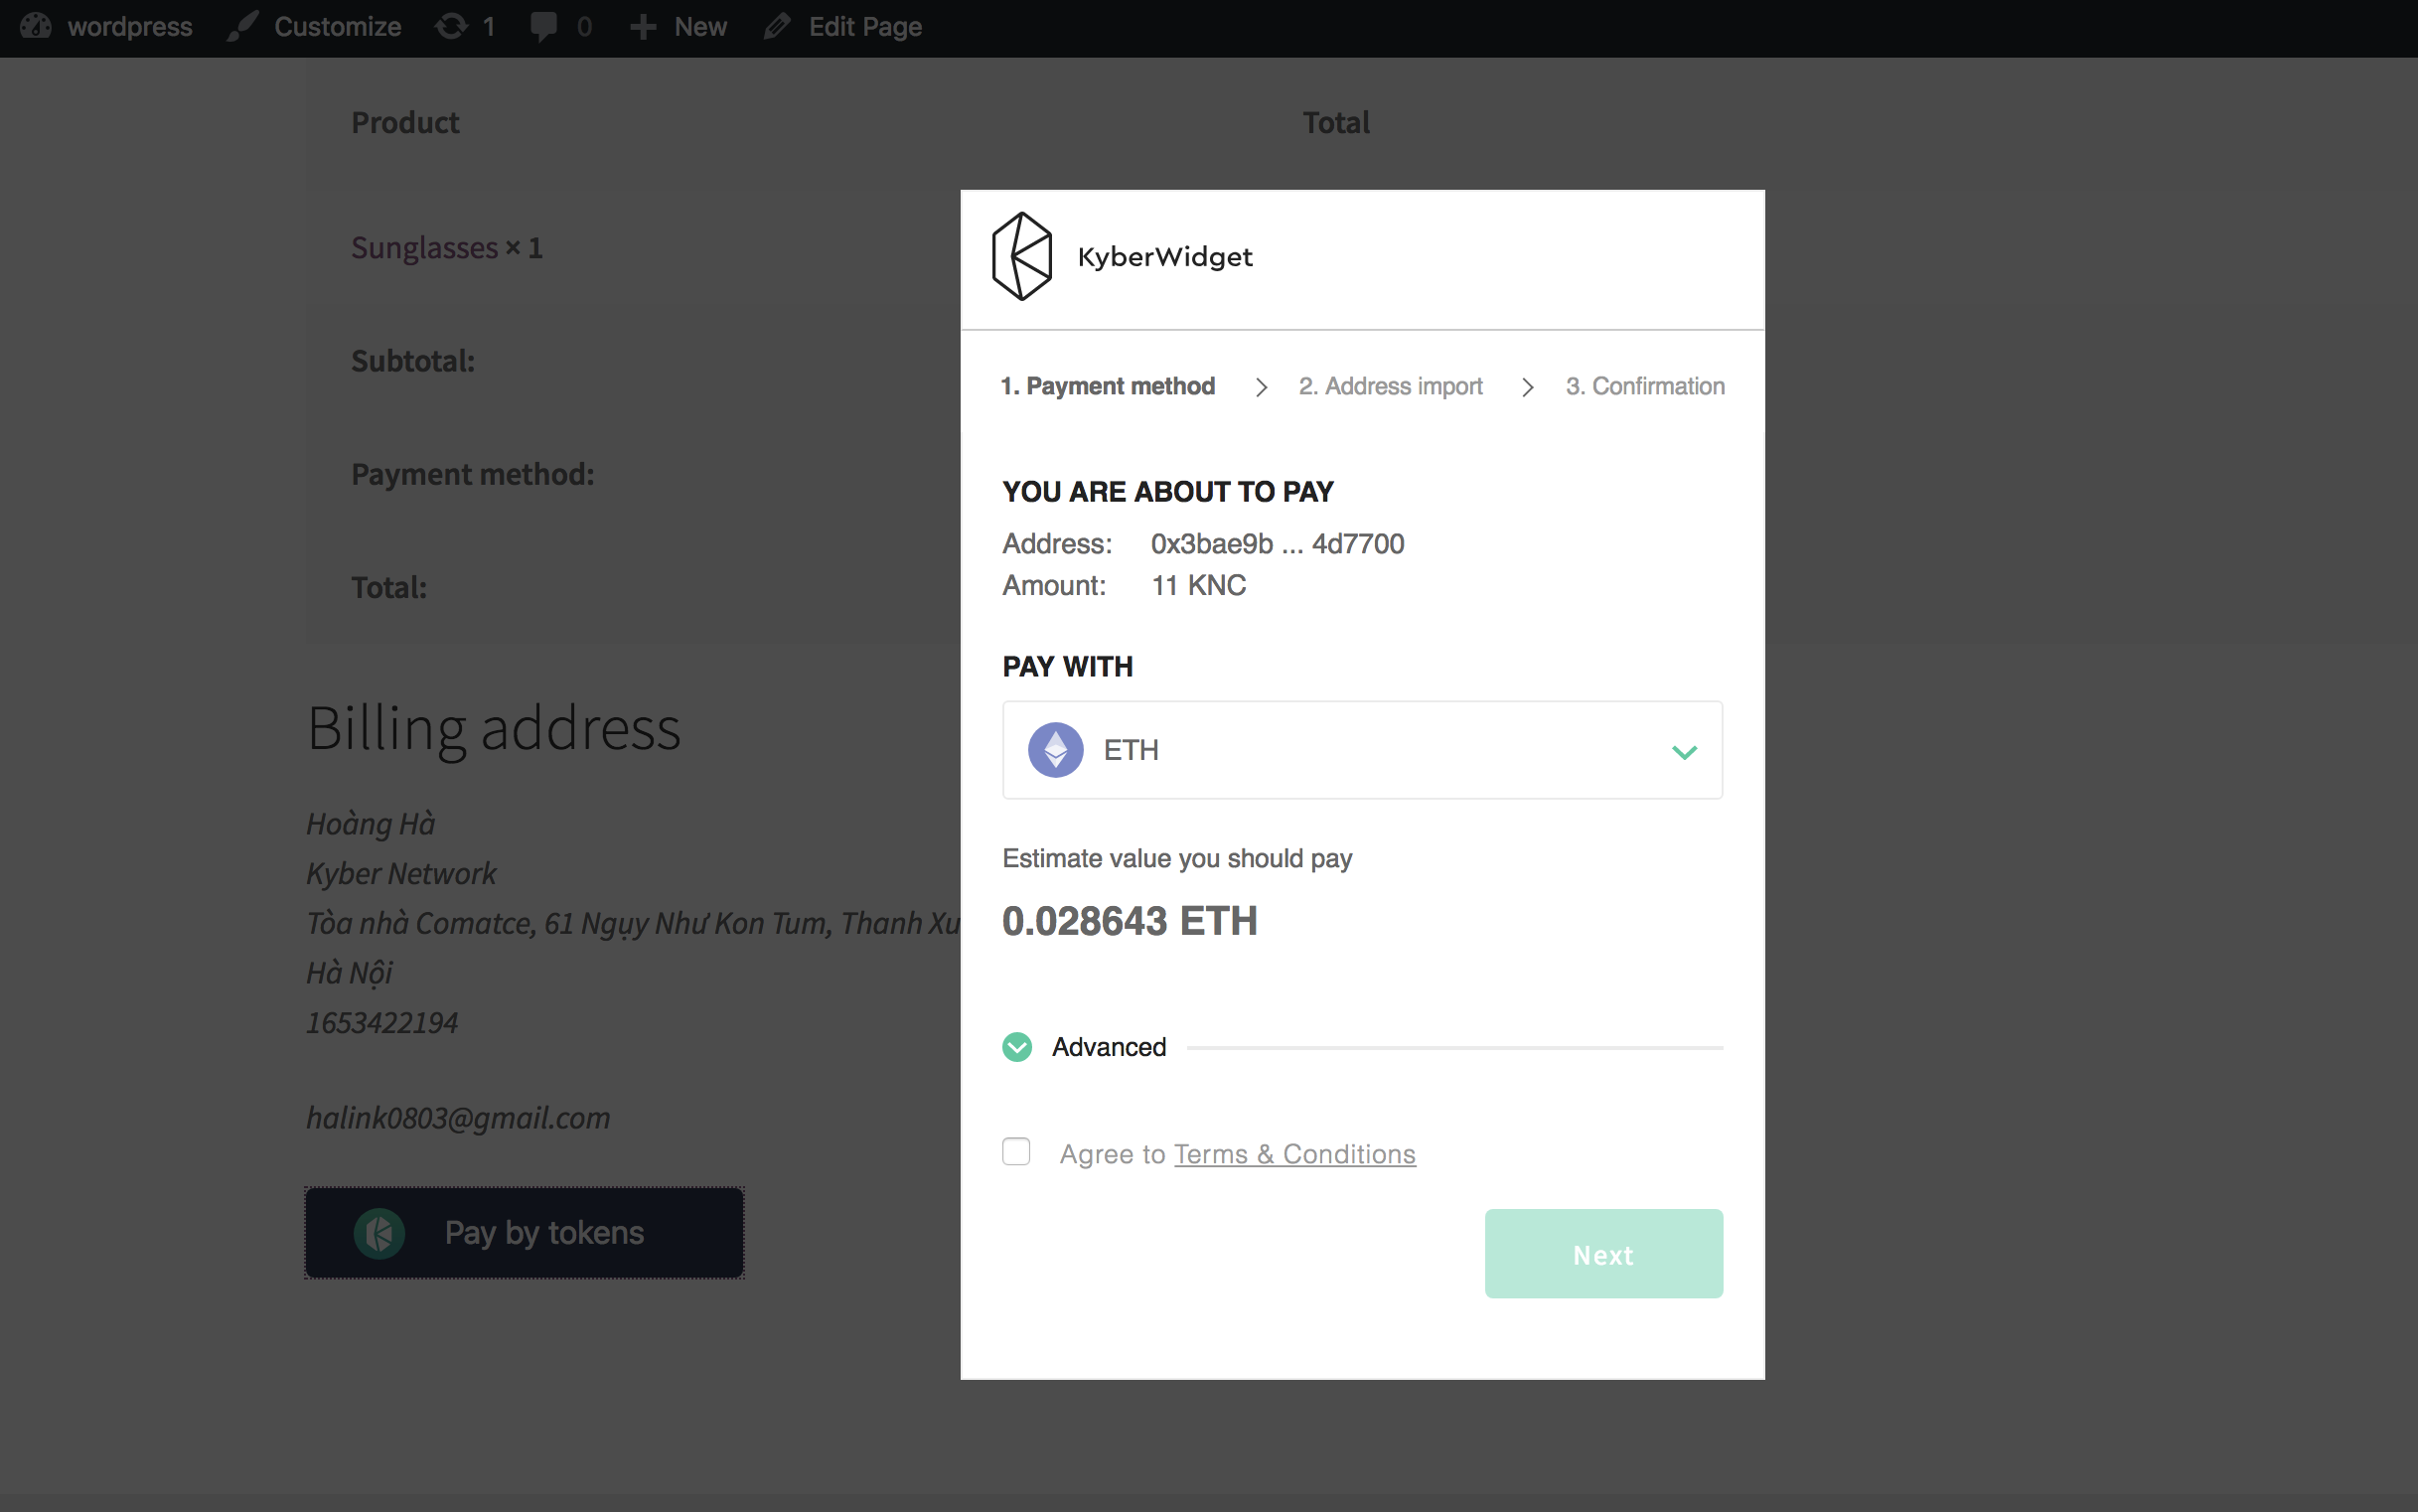 wordpress Customize 1 0 New Edit Page
Product Total
Sunglasses × 1
Subtotal:
Payment method:
Total:
Billing address
Hoàng Hà
Kyber Network
Tòa nhà Comatce, 61 Ngụy Như Kon Tum, Thanh Xu
Hà Nội
1653422194
halink0803@gmail.com
Pay by tokens
KyberWidget
1. Payment method 2. Address import 3. Confirmation
YOU ARE ABOUT TO PAY
Address: 0x3bae9b ... 4d7700
Amount: 11 KNC
PAY WITH
ETH
Estimate value you should pay
0.028643 ETH
Advanced
Agree to Terms & Conditions
Next